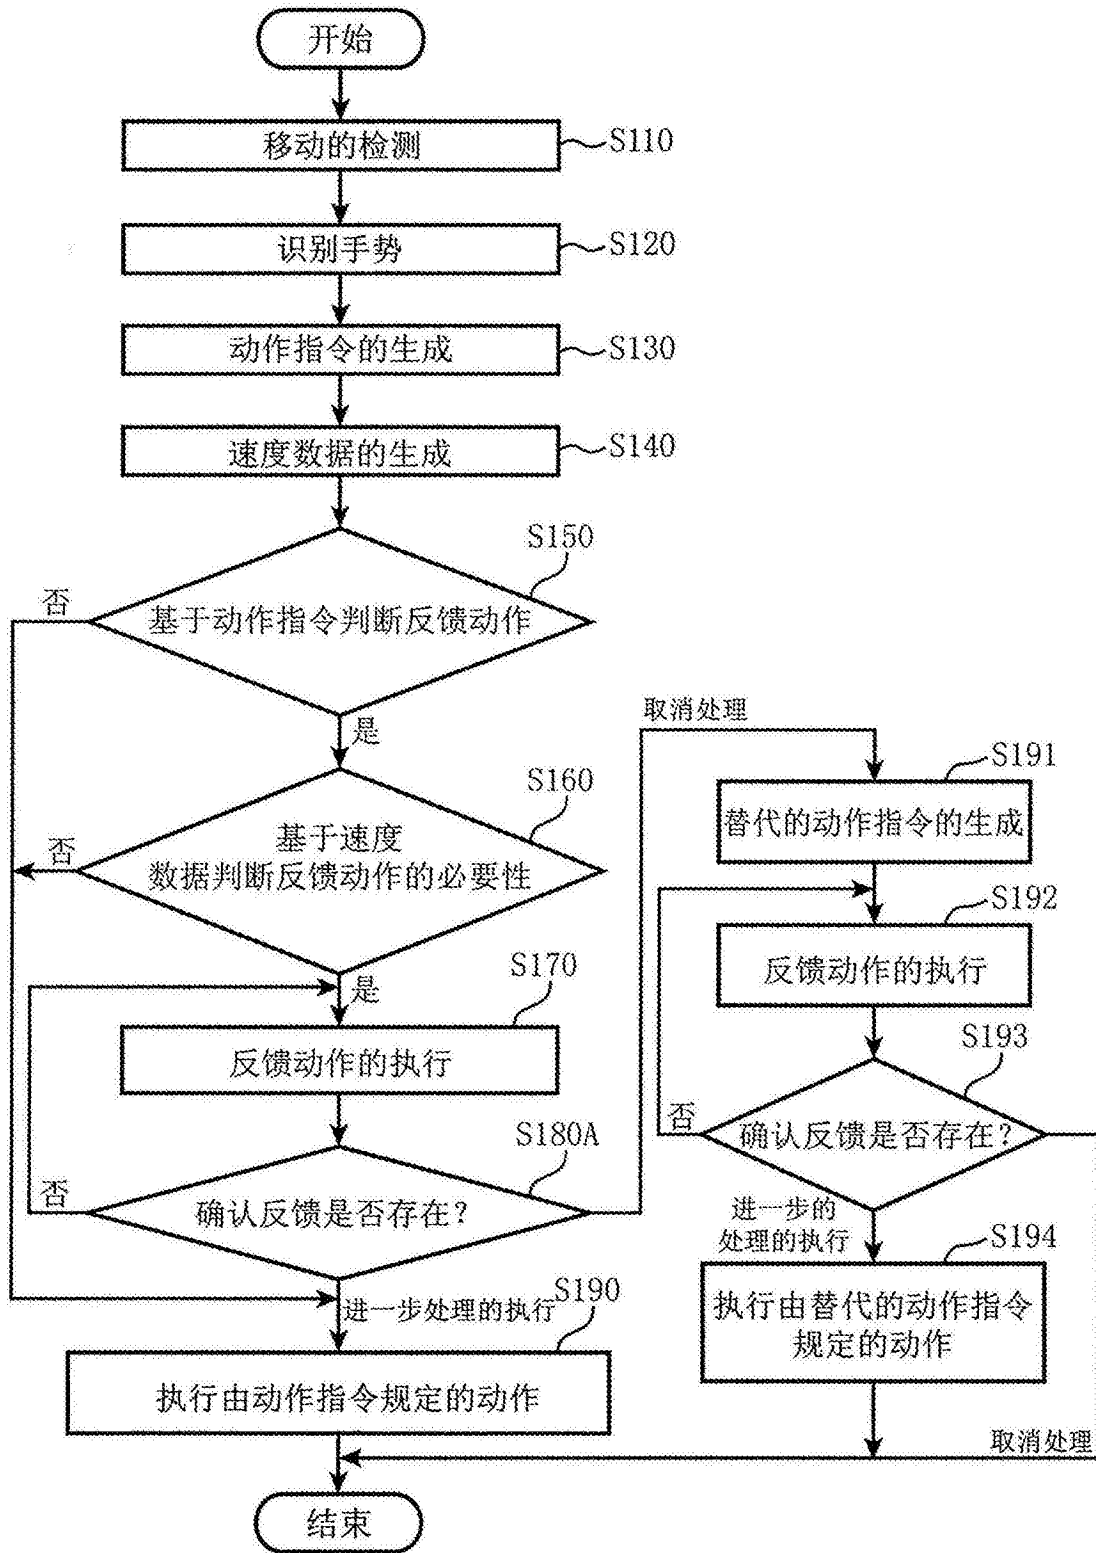 开始
移动的检测
S110
识别手势
S120
动作指令的生成
S130
速度数据的生成
S140
S150
否
基于动作指令判断反馈动作
是
S160
否
基于速度
数据判断反馈动作的必要性
是
S170
反馈动作的执行
S180A
否
确认反馈是否存在?
进一步处理的执行
S190
执行由动作指令规定的动作
结束
取消处理
S191
替代的动作指令的生成
S192
反馈动作的执行
S193
否
确认反馈是否存在?
进一步的
处理的执行
S194
执行由替代的动作指令
规定的动作
取消处理